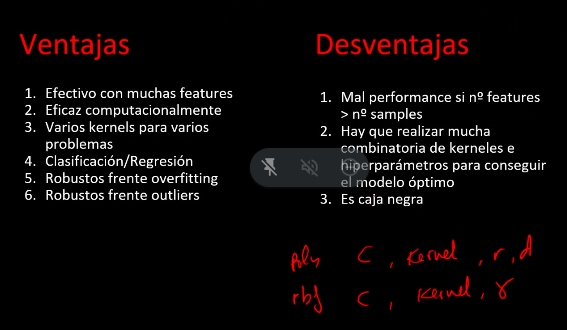 Ventajas
1. Efectivo con muchas features
2. Eficaz computacionalmente
3. Varios kernels para varios
problemas
4. Clasificación/Regresión
5. Robustos frente overfitting
6. Robustos frente outliers
Desventajas
1. Mal performance si nº features
> nº samples
2. Hay que realizar mucha
combinatoria de kerneles e
hiperparámetros para conseguir
el modelo óptimo
3. Es caja negra
Poly C, Kernel, r, d
rbf C, Kernel, γ